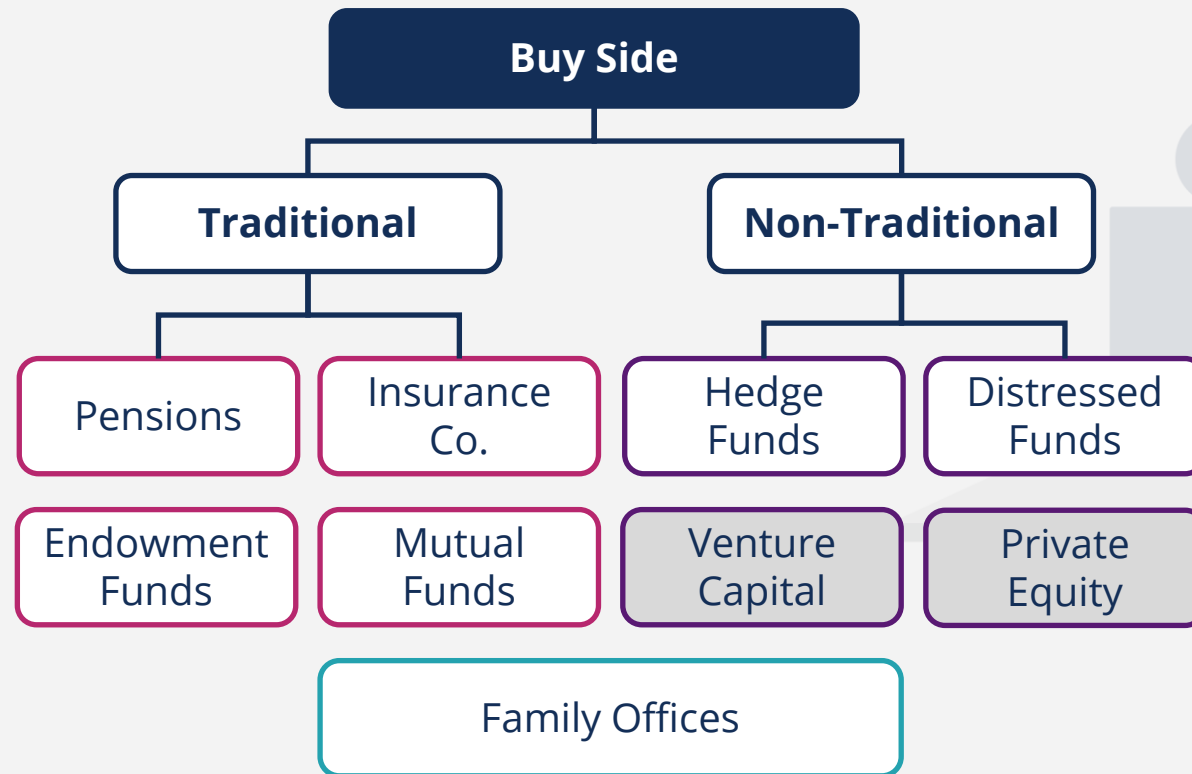 Buy Side
Traditional
Non-Traditional
Pensions
Insurance
Co.
Hedge
Funds
Distressed
Funds
Endowment
Funds
Mutual
Funds
Venture
Capital
Private
Equity
Family Offices